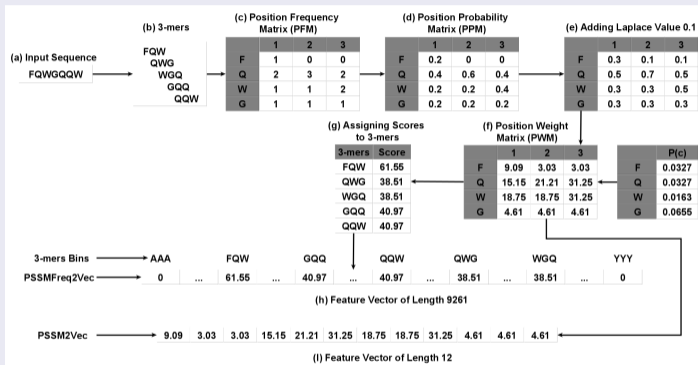 (a) Input Sequence
FQWGQQW
(b) 3-mers
FQW
QWG
WGQ
GQQ
QQW
(c) Position Frequency
Matrix (PFM)
1 2 3
F 1 0 0
Q 2 3 2
W 1 1 2
G 1 1 1
(d) Position Probability
Matrix (PPM)
1 2 3
F 0.2 0 0
Q 0.4 0.6 0.4
W 0.2 0.2 0.4
G 0.2 0.2 0.2
(e) Adding Laplace Value 0.1
1 2 3
F 0.3 0.1 0.1
Q 0.5 0.7 0.5
W 0.3 0.3 0.5
G 0.3 0.3 0.3
(g) Assigning Scores
to 3-mers
3-mers Score
FQW 61.55
QWG 38.51
WGQ 38.51
GQQ 40.97
QQW 40.97
(f) Position Weight
Matrix (PWM)
1 2 3
F 9.09 3.03 3.03
Q 15.15 21.21 31.25
W 18.75 18.75 31.25
G 4.61 4.61 4.61
P(c)
F 0.0327
Q 0.0327
W 0.0163
G 0.0655
3-mers Bins AAA FQW GQQ QQW QWG WGQ YYY
PSSMFreq2Vec 0 ... 61.55 ... 40.97 ... 40.97 ... 38.51 ... 38.51 ... 0
(h) Feature Vector of Length 9261
PSSM2Vec 9.09 3.03 3.03 15.15 21.21 31.25 18.75 18.75 31.25 4.61 4.61 4.61
(I) Feature Vector of Length 12